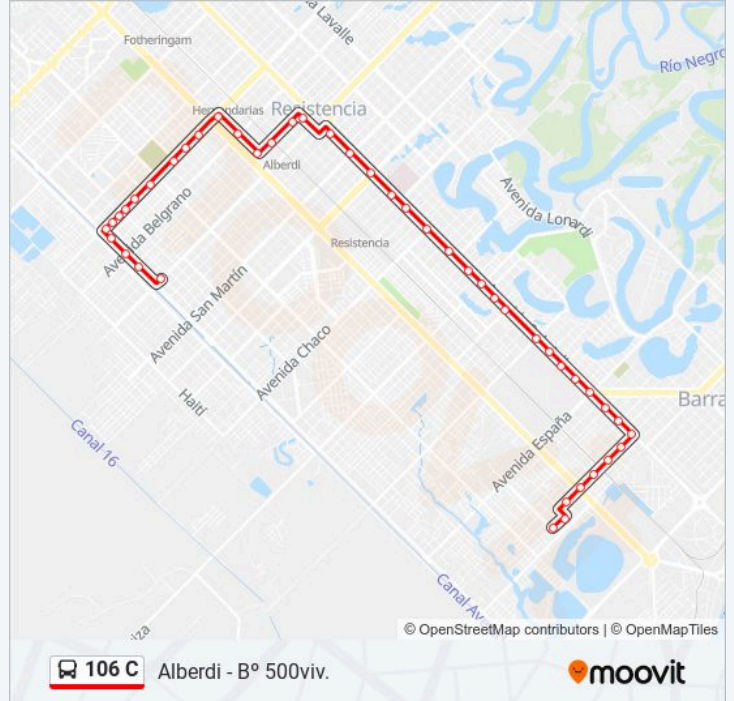 Lavalle
Fotheringam
Río Negro
Resistencia
Alberdi
Avenida Lonardi
Avenida Belgrano
Resistencia
Avenida San Martín
Avenida Chaco
Haití
Barra
Avenida España
Canal 16
Canal Av
© OpenStreetMap contributors | © OpenMapTiles
106 C
Alberdi - Bº 500viv.
moovit